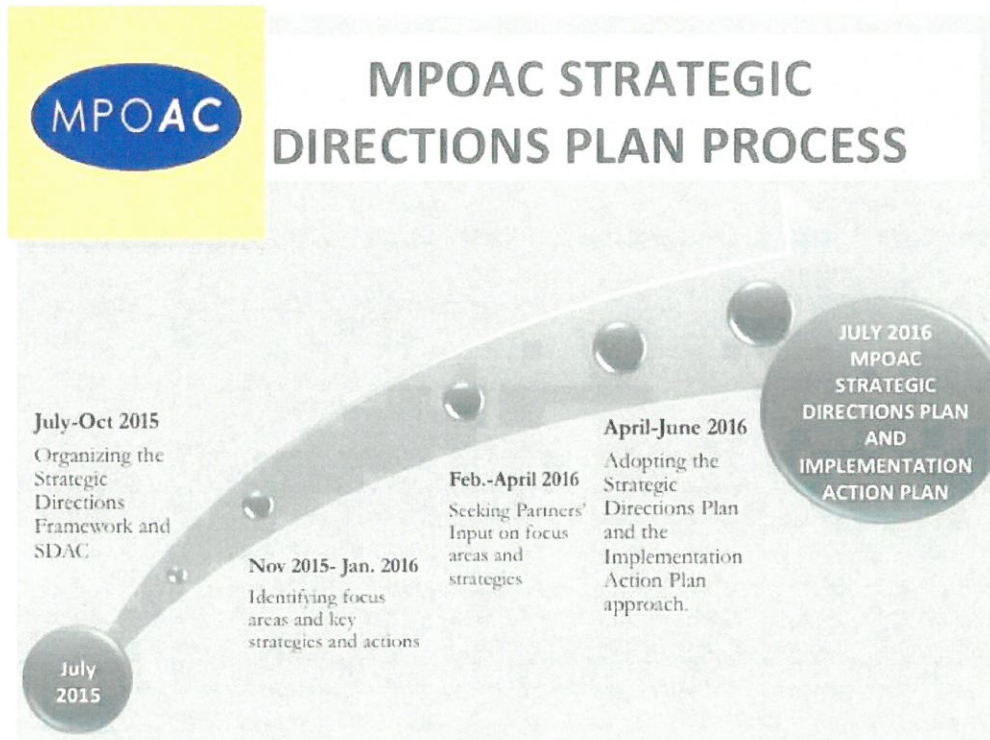 MPOAC
MPOAC STRATEGIC
DIRECTIONS PLAN PROCESS
July-Oct 2015
Organizing the
Strategic
Directions
Framework and
SDAC
Nov 2015- Jan. 2016
Identifying focus
areas and key
strategies and actions
Feb.-April 2016
Seeking Partners'
Input on focus
areas and
strategies
April-June 2016
Adopting the
Strategic
Directions Plan
and the
Implementation
Action Plan
approach.
JULY 2016
MPOAC
STRATEGIC
DIRECTIONS PLAN
AND
IMPLEMENTATION
ACTION PLAN
July
2015